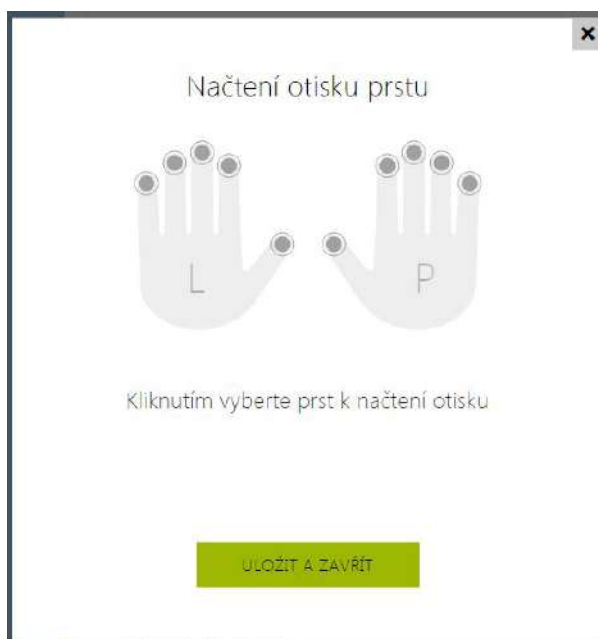 Načtení otisku prstu
L P
Kliknutím vyberte prst k načtení otisku
ULOŽIT A ZAVŘÍT